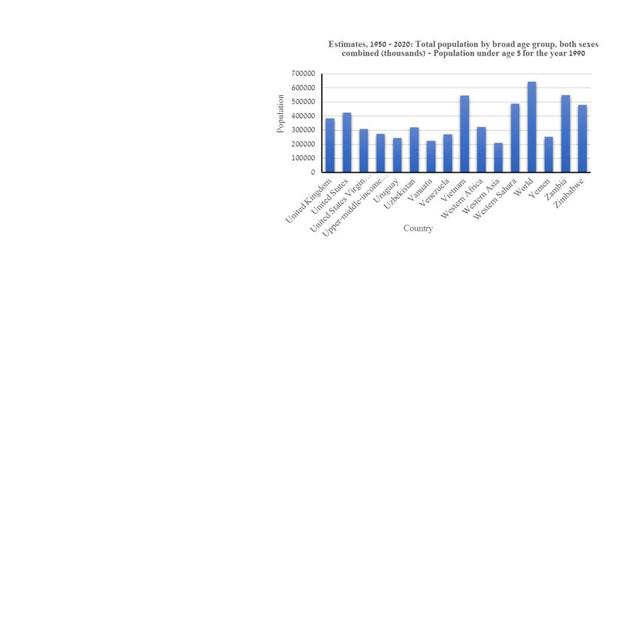 Estimates, 1950 - 2020: Total population by broad age group, both sexes
combined (thousands) - Population under age 5 for the year 1990
700000
600000
500000
400000
300000
200000
100000
0
Population
United Kingdom
United States
United States Virgin...
Upper-middle-income...
Uruguay
Uzbekistan
Vanuatu
Venezuela
Vietnam
Western Africa
Western Asia
Western Sahara
World
Yemen
Zambia
Zimbabwe
Country